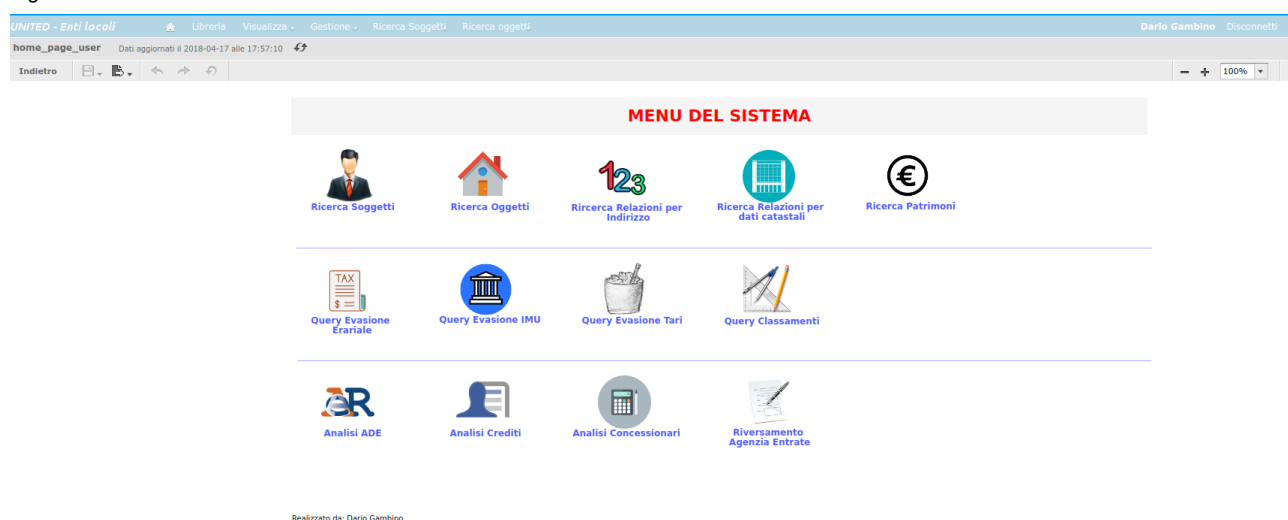 UNITED - Enti locali Libreria Visualizza Gestione Ricerca Soggetti Ricerca oggetti Dario Gambino Disconnetti
home_page_user Dati aggiornati il 2018-04-17 alle 17:57:10
Indietro 100%
MENU DEL SISTEMA
123
€
Ricerca Soggetti Ricerca Oggetti Rircerca Relazioni per Ricerca Relazioni per Ricerca Patrimoni
Indirizzo dati catastali
TAX
$ =
Query Evasione Query Evasione IMU Query Evasione Tari Query Classamenti
Erariale
Analisi ADE Analisi Crediti Analisi Concessionari Riversamento
Agenzia Entrate
Realizzato da: Dario Gambino